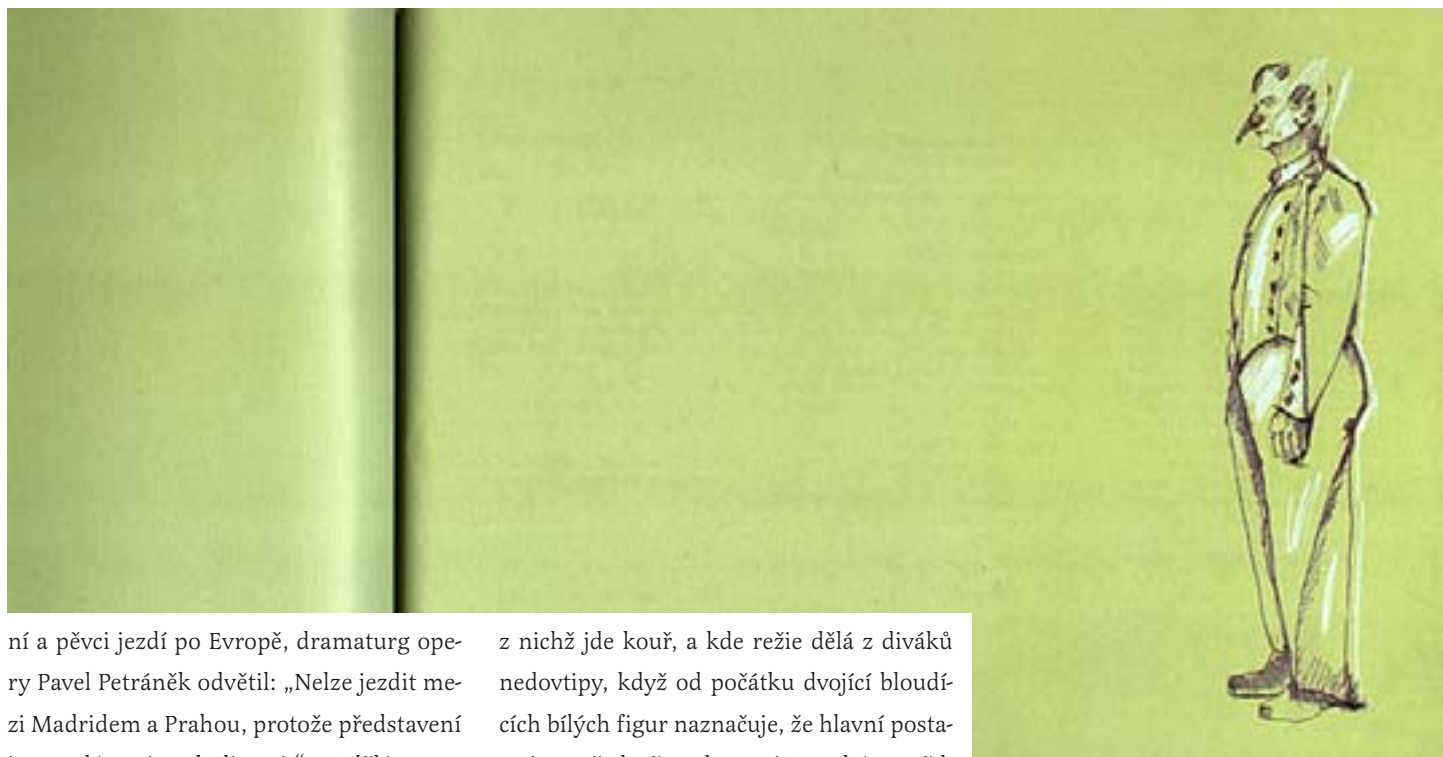 ní a pěvci jezdí po Evropě, dramaturg ope-
ry Pavel Petráněk odvětil: „Nelze jezdit me-
zi Madridem a Prahou, protože představení
z nichž jde kouř, a kde režie dělá z diváků
nedovtipy, když od počátku dvojící bloudí-
cích bílých figur naznačuje, že hlavní posta-